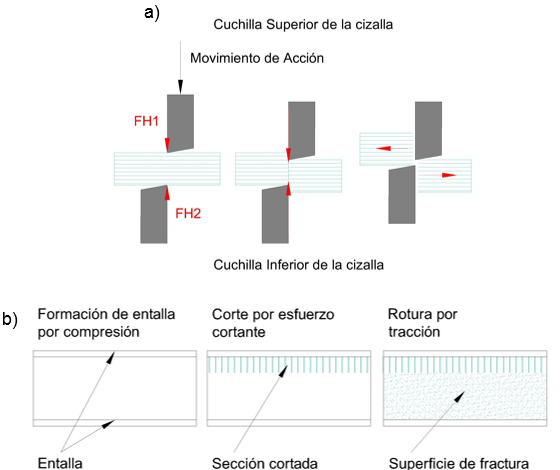 a)
Cuchilla Superior de la cizalla
Movimiento de Acción
FH1
FH2
Cuchilla Inferior de la cizalla
b)
Formación de entalla
por compresión
Corte por esfuerzo
cortante
Rotura por
tracción
Entalla
Sección cortada
Superficie de fractura